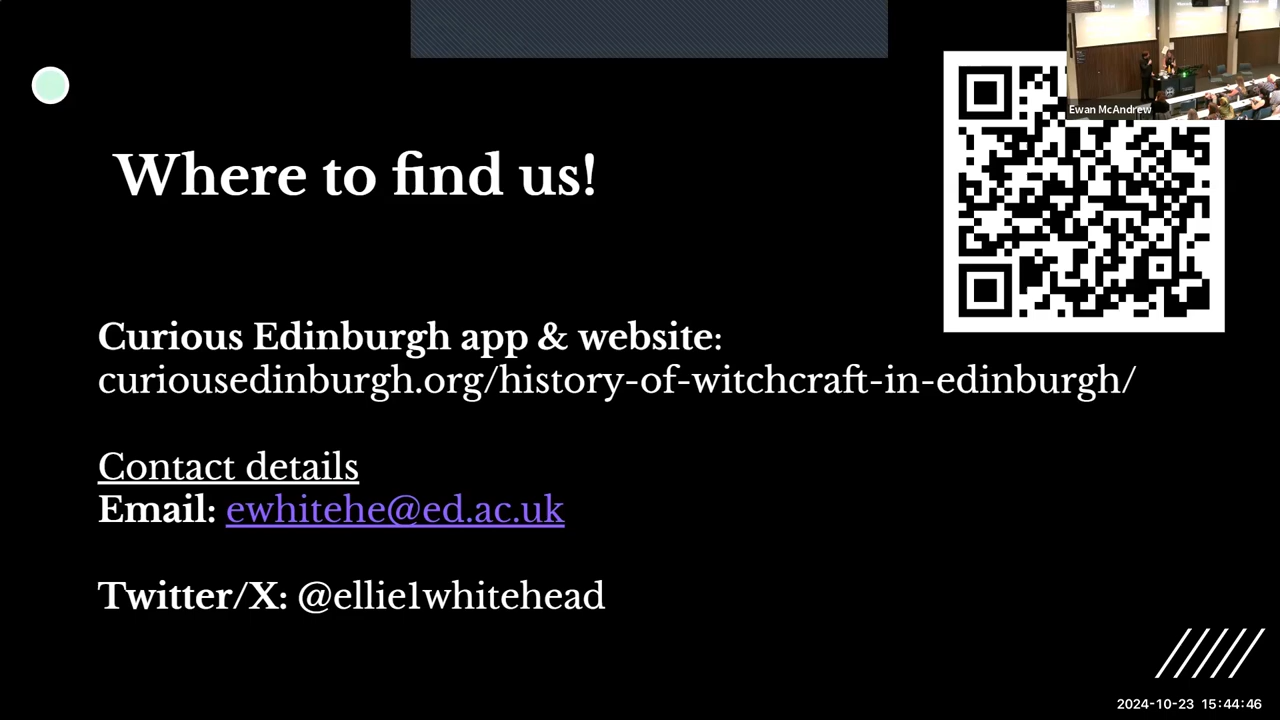 Ewan McAndrew
Where to find us!
Curious Edinburgh app & website:
curiousedinburgh.org/history-of-witchcraft-in-edinburgh/
Contact details
Email: ewhitehe@ed.ac.uk
Twitter/X: @ellie1whitehead
2024-10-23 15:44:46